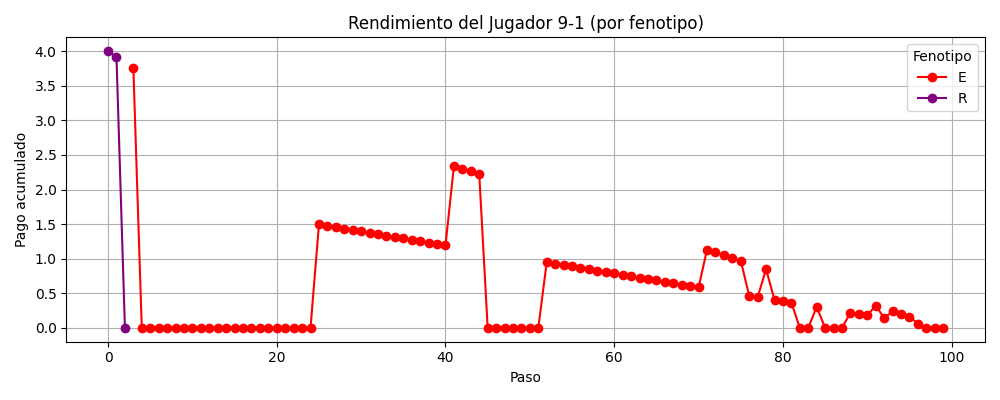 Rendimiento del Jugador 9-1 (por fenotipo)
Pago acumulado
4.0
3.5
3.0
2.5
2.0
1.5
1.0
0.5
0.0
Fenotipo
E
R
0 20 40 60 80 100
Paso